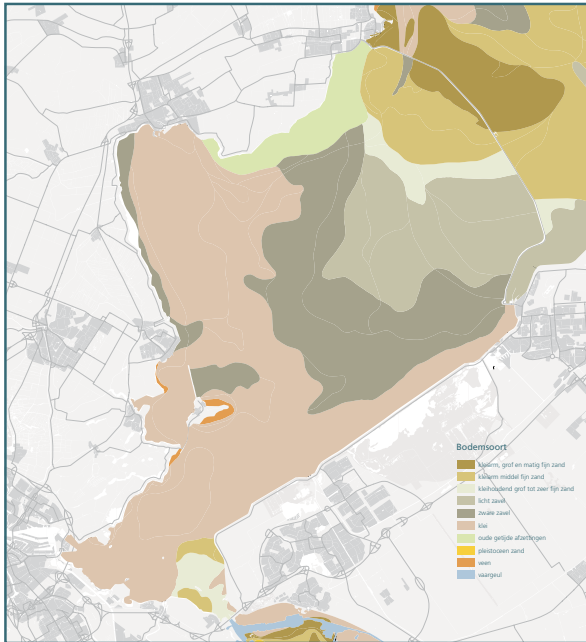 Bodemsoort
kleiarm, grof en matig fijn zand
kleiarm middel fijn zand
kleihoudend grof tot zeer fijn zand
licht zavel
zware zavel
klei
oude getijde afzettingen
pleistoceen zand
veen
vaargeul